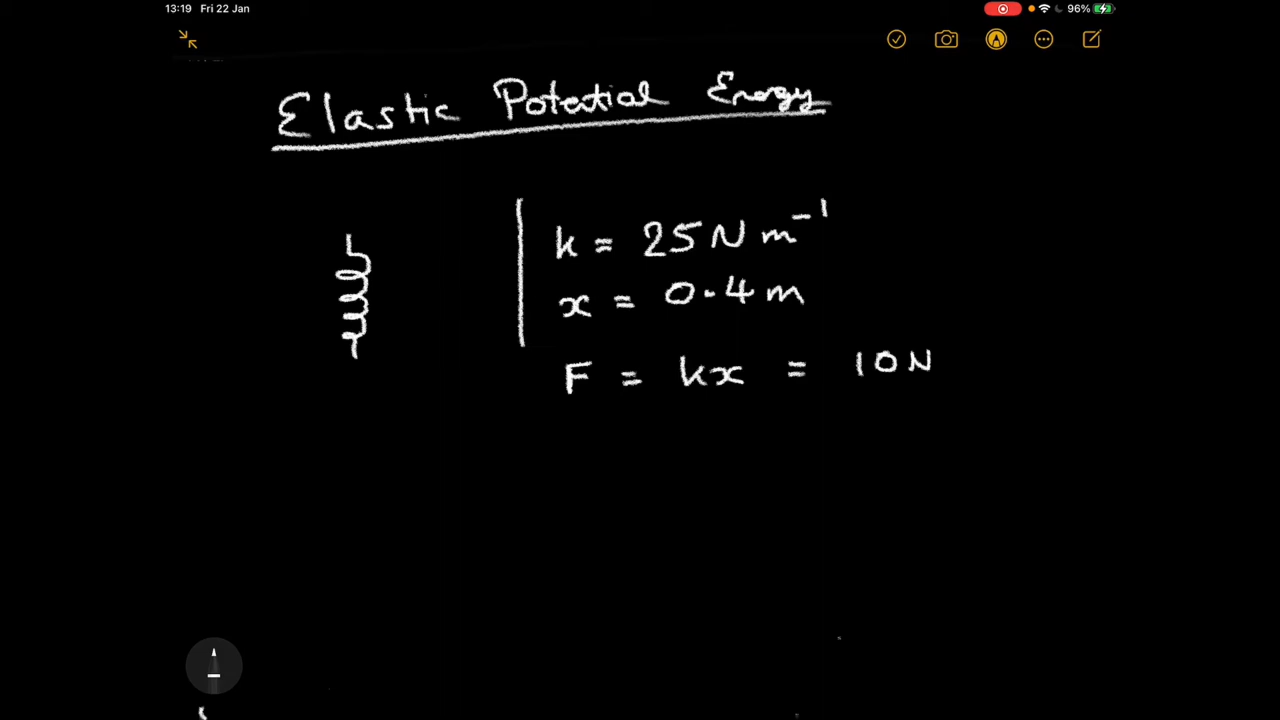 13:19 Fri 22 Jan 96%
Elastic Potential Energy
k = 25 N m⁻¹
x = 0.4 m
F = kx = 10 N